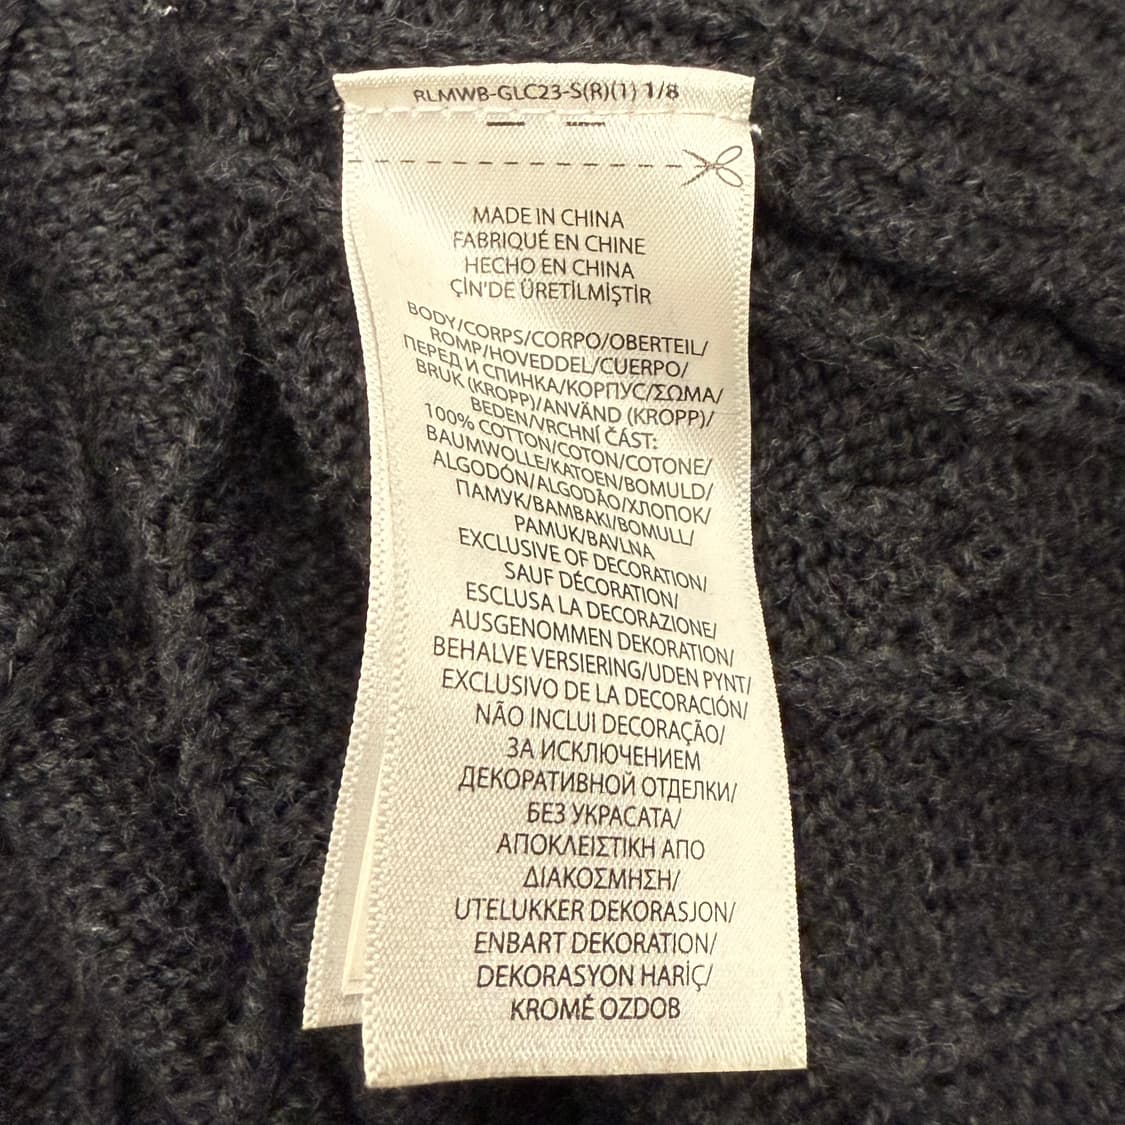 RLMWB-GLC23-S(R)(1) 1/8
MADE IN CHINA
FABRIQUÉ EN CHINE
HECHO EN CHINA
ÇİN'DE ÜRETİLMİŞTİR
BODY/CORPS/CORPO/OBERTEIL/
ROMP/HOVEDDEL/CUERPO/
ПЕРЕД И СПИНКА/КОРПУС/ΣΩΜΑ/
BRUK (KROPP)/ANVÄND (KROPP)/
BEDEN/VRCHNÍ ČÁST:
100% COTTON/COTON/COTONE/
BAUMWOLLE/KATOEN/BOMULD/
ALGODÓN/ALGODÃO/ХЛОПОК/
ПАМУК/BAMBAKI/BOMULL/
PAMUK/BAVLNA
EXCLUSIVE OF DECORATION/
SAUF DÉCORATION/
ESCLUSA LA DECORAZIONE/
AUSGENOMMEN DEKORATION/
BEHALVE VERSIERING/UDEN PYNT/
EXCLUSIVO DE LA DECORACIÓN/
NÃO INCLUI DECORAÇÃO/
ЗА ИСКЛЮЧЕНИЕМ
ДЕКОРАТИВНОЙ ОТДЕЛКИ/
БЕЗ УКРАСАТА/
ΑΠΟΚΛΕΙΣΤΙΚΗ ΑΠΟ
ΔΙΑΚΟΣΜΗΣΗ/
UTELUKKER DEKORASJON/
ENBART DEKORATION/
DEKORASYON HARİÇ/
KROMĚ OZDOB